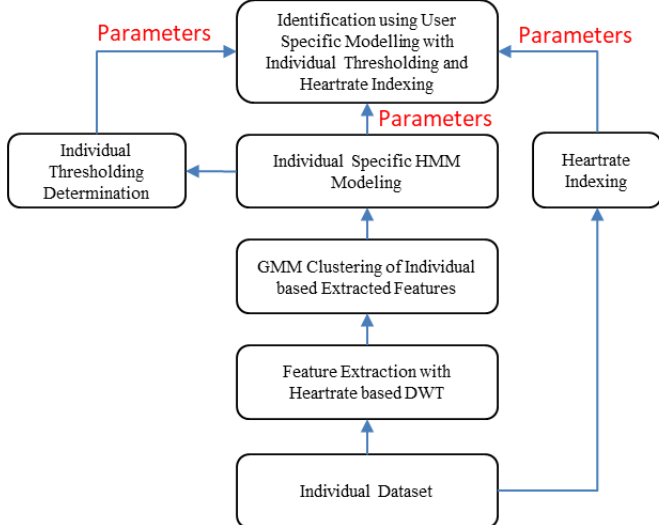 Identification using User
Specific Modelling with
Individual Thresholding and
Heartrate Indexing
Parameters
Parameters
Parameters
Individual
Thresholding
Determination
Individual Specific HMM
Modeling
Heartrate
Indexing
GMM Clustering of Individual
based Extracted Features
Feature Extraction with
Heartrate based DWT
Individual Dataset